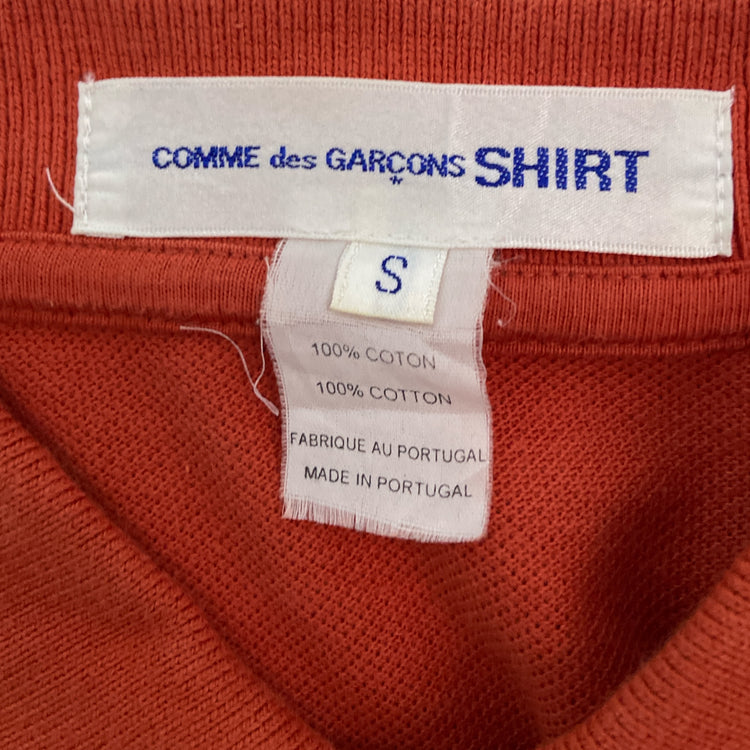 COMME des GARÇONS SHIRT
S
100% COTON
100% COTTON
FABRIQUE AU PORTUGAL
MADE IN PORTUGAL